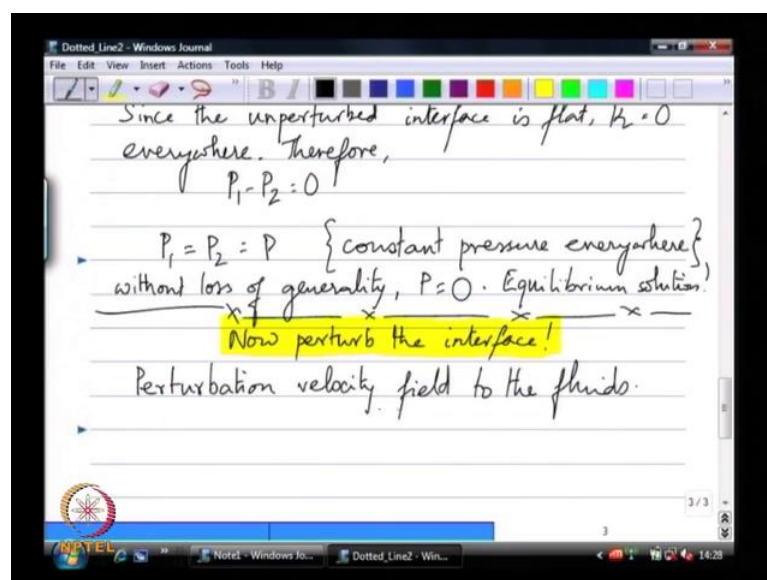 Dotted_Line2 - Windows Journal
File Edit View Insert Actions Tools Help
B I
Since the unperturbed interface is flat, κ = 0
everywhere. Therefore,
P₁ - P₂ = 0
P₁ = P₂ = P {constant pressure everywhere}
without loss of generality, P = 0. Equilibrium solution!
Now perturb the interface!
Perturbation velocity field to the fluids.
3/3
3
NPTEL
Note1 - Windows Jo...
Dotted_Line2 - Win...
14:28